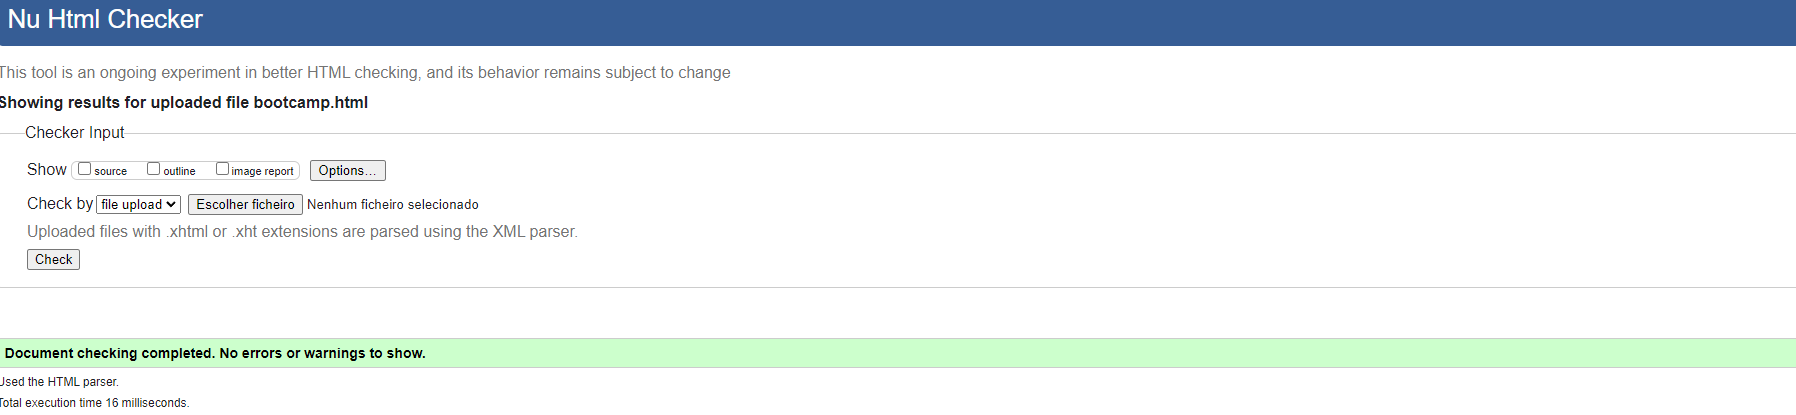 Nu Html Checker
This tool is an ongoing experiment in better HTML checking, and its behavior remains subject to change
Showing results for uploaded file bootcamp.html
Checker Input
Show source outline image report Options...
Check by file upload Escolher ficheiro Nenhum ficheiro selecionado
Uploaded files with .xhtml or .xht extensions are parsed using the XML parser.
Check
Document checking completed. No errors or warnings to show.
Used the HTML parser.
Total execution time 16 milliseconds.